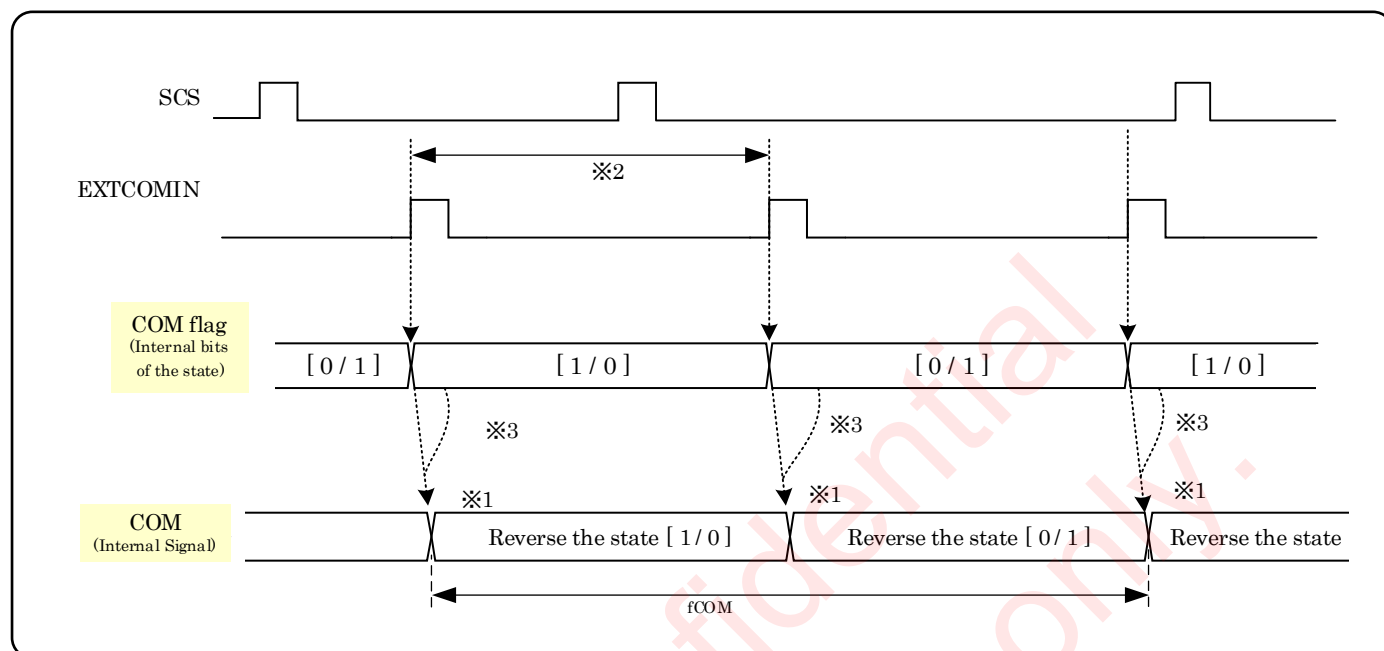 SCS
※2
EXTCOMIN
COM flag
(Internal bits
of the state)
[ 0 / 1 ]
[ 1 / 0 ]
[ 0 / 1 ]
[ 1 / 0 ]
※3
※3
※3
※1
※1
※1
COM
(Internal Signal)
Reverse the state [ 1 / 0 ]
Reverse the state [ 0 / 1 ]
Reverse the state
fCOM
fidential
only.